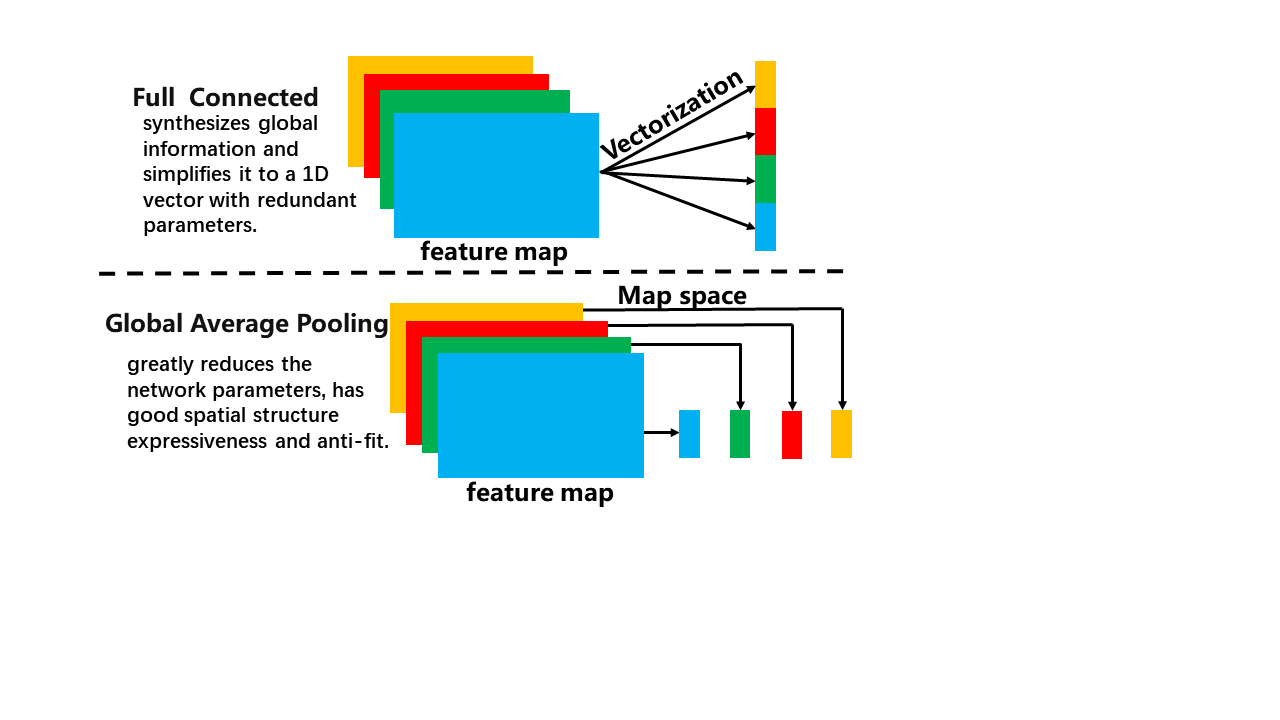 Full Connected
synthesizes global
information and
simplifies it to a 1D
vector with redundant
parameters.
Vectorization
feature map
Map space
Global Average Pooling
greatly reduces the
network parameters, has
good spatial structure
expressiveness and anti-fit.
feature map